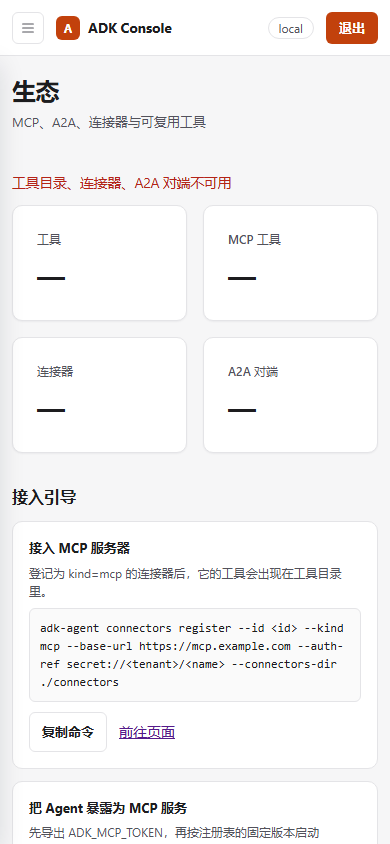 A ADK Console local 退出
生态
MCP、A2A、连接器与可复用工具
工具目录、连接器、A2A 对端不可用
工具 MCP 工具
— —
连接器 A2A 对端
— —
接入引导
接入 MCP 服务器
登记为 kind=mcp 的连接器后，它的工具会出现在工具目录
里。
adk-agent connectors register --id <id> --kind
mcp --base-url https://mcp.example.com --auth-
ref secret://<tenant>/<name> --connectors-dir
./connectors
复制命令 前往页面
把 Agent 暴露为 MCP 服务
先导出 ADK_MCP_TOKEN，再按注册表的固定版本启动